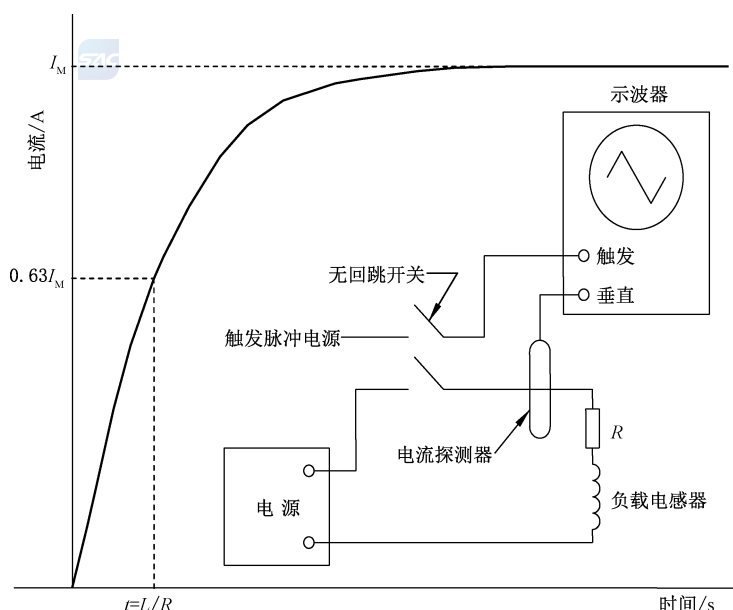 I_M
SAC
电流/A
示波器
触发
垂直
0.63I_M
无回跳开关
触发脉冲电源
电流探测器
R
电 源
负载电感器
t=L/R
时间/s